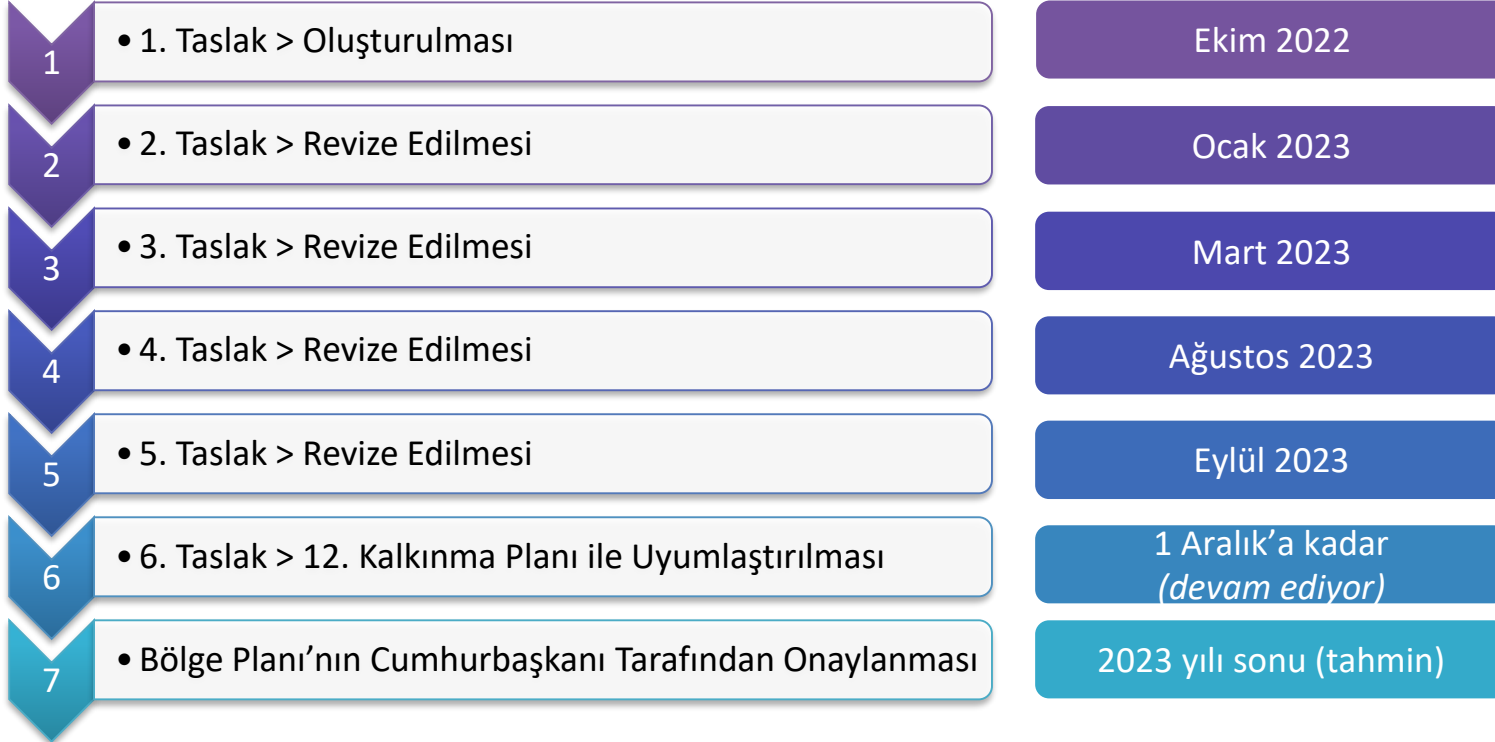 1
• 1. Taslak > Oluşturulması
Ekim 2022
2
• 2. Taslak > Revize Edilmesi
Ocak 2023
3
• 3. Taslak > Revize Edilmesi
Mart 2023
4
• 4. Taslak > Revize Edilmesi
Ağustos 2023
5
• 5. Taslak > Revize Edilmesi
Eylül 2023
6
• 6. Taslak > 12. Kalkınma Planı ile Uyumlaştırılması
1 Aralık’a kadar
(devam ediyor)
7
• Bölge Planı’nın Cumhurbaşkanı Tarafından Onaylanması
2023 yılı sonu (tahmin)